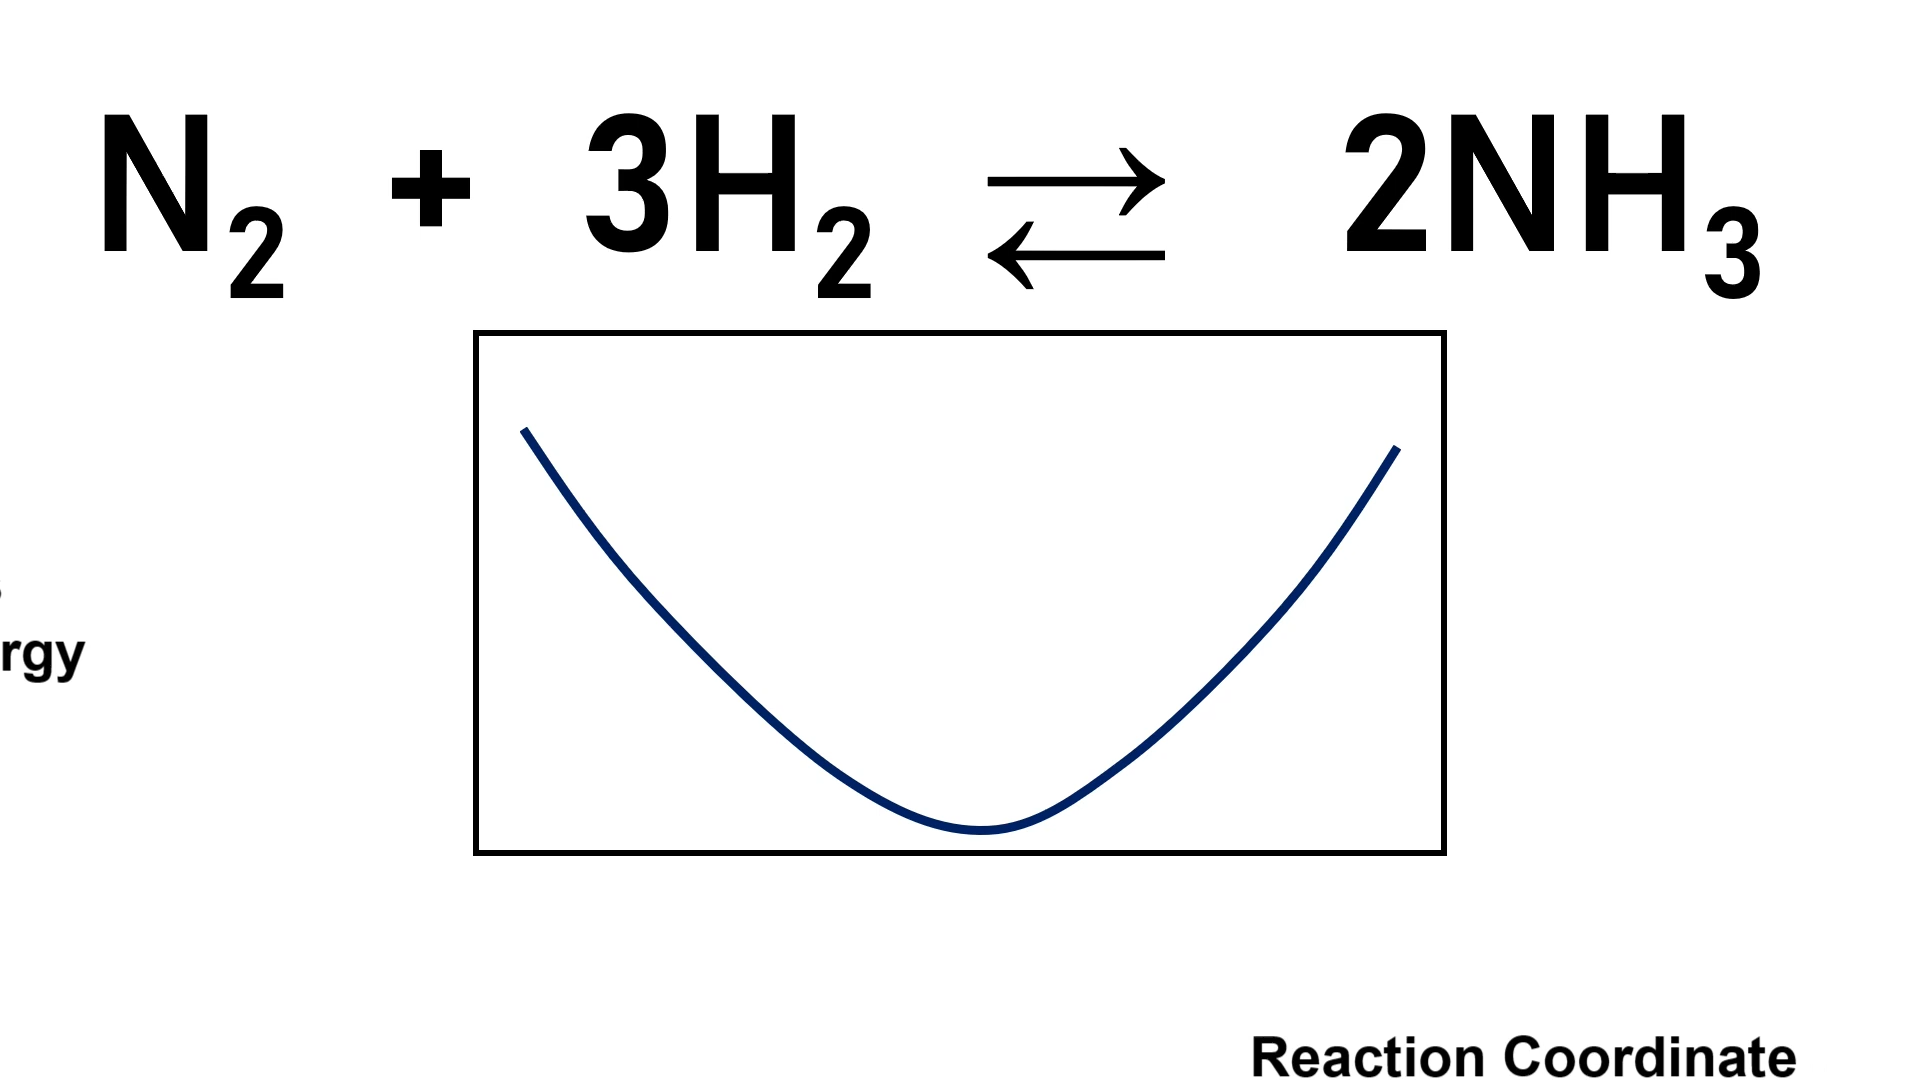 N₂ + 3H₂ ⇄ 2NH₃
rgy
Reaction Coordinate